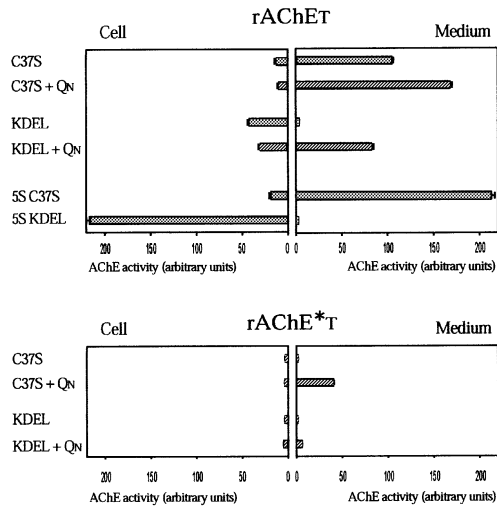 rAChET
Cell Medium
C37S
C37S + QN
KDEL
KDEL + QN
5S C37S
5S KDEL
200 150 100 50 0 0 50 100 150 200
AChE activity (arbitrary units) AChE activity (arbitrary units)
rAChE*T
Cell Medium
C37S
C37S + QN
KDEL
KDEL + QN
200 150 100 50 0 0 50 100 150 200
AChE activity (arbitrary units) AChE activity (arbitrary units)